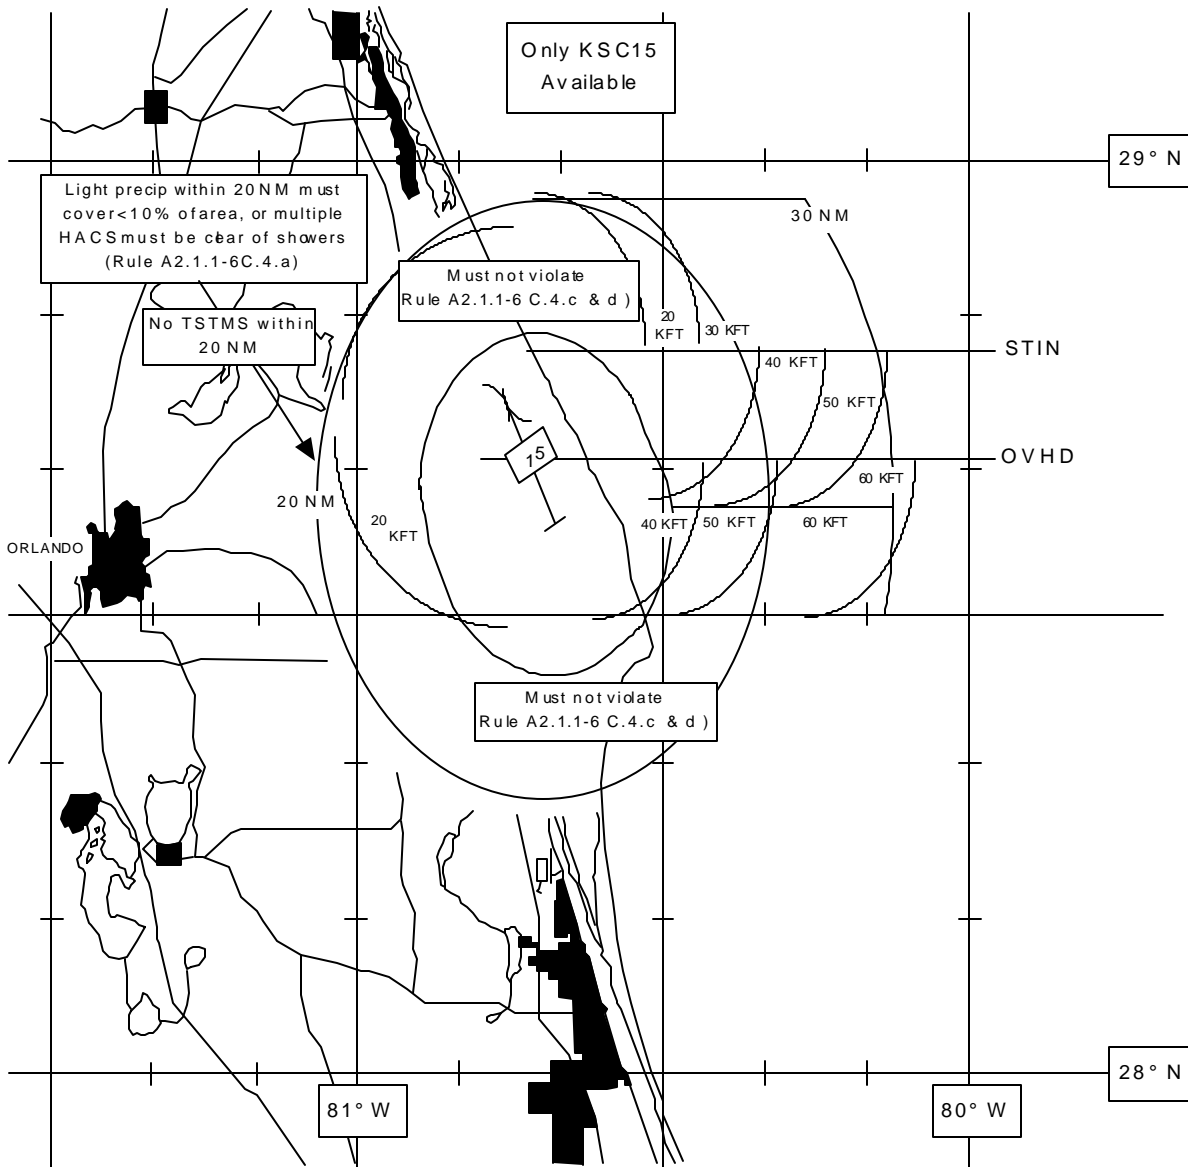 Only KSC15
Available
29° N
Light precip within 20 NM must
cover<10% of area, or multiple
HACS must be clear of showers
(Rule A2.1.1-6C.4.a)
30 NM
Must not violate
Rule A2.1.1-6 C.4.c & d )
No TSTMS within
20 NM
20
KFT
30 KFT
STIN
40 KFT
50 KFT
15
OVHD
60 KFT
20 NM
20
KFT
40 KFT
50 KFT
60 KFT
ORLANDO
Must not violate
Rule A2.1.1-6 C.4.c & d )
28° N
81° W
80° W